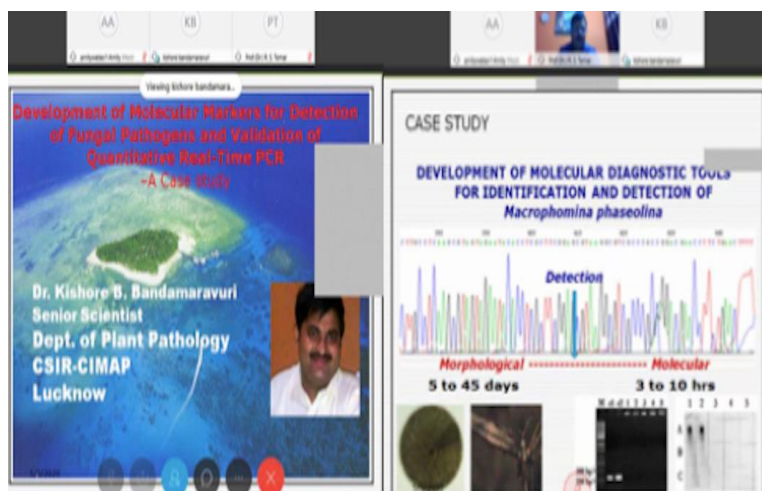 AA
KB
PT
Viewing kishore bandamara...
Development of Molecular Markers for Detection
of Fungal Pathogens and Validation of
Quantitative Real-Time PCR
–A Case study
Dr. Kishore B, Bandamaravuri
Senior Scientist
Dept. of Plant Pathology
CSIR-CIMAP
Lucknow
AA
KB
CASE STUDY
DEVELOPMENT OF MOLECULAR DIAGNOSTIC TOOLS
FOR IDENTIFICATION AND DETECTION OF
Macrophomina phaseolina
Detection
Morphological
Molecular
5 to 45 days
3 to 10 hrs
1 2 3 4 5
A
B
C